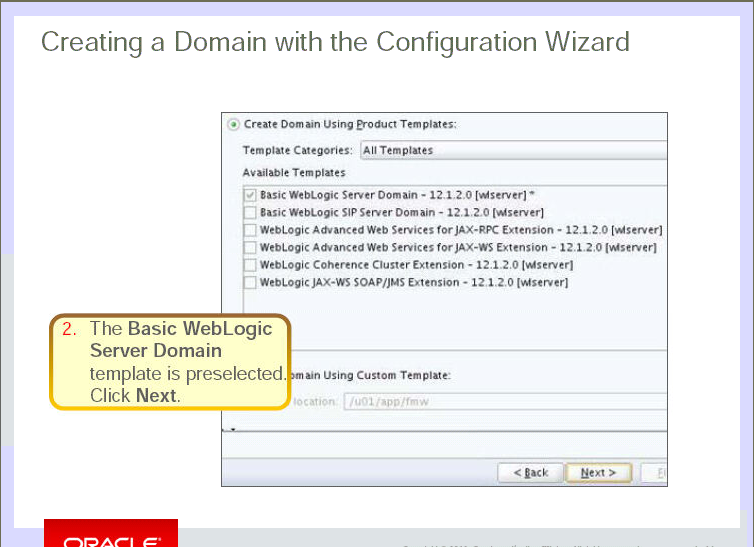 Creating a Domain with the Configuration Wizard
Create Domain Using Product Templates:
Template Categories: All Templates
Available Templates
Basic WebLogic Server Domain - 12.1.2.0 [wlserver] *
Basic WebLogic SIP Server Domain - 12.1.2.0 [wlserver]
WebLogic Advanced Web Services for JAX-RPC Extension - 12.1.2.0 [wlserver]
WebLogic Advanced Web Services for JAX-WS Extension - 12.1.2.0 [wlserver]
WebLogic Coherence Cluster Extension - 12.1.2.0 [wlserver]
WebLogic JAX-WS SOAP/JMS Extension - 12.1.2.0 [wlserver]
2. The Basic WebLogic
Server Domain
template is preselected.
Click Next.
main Using Custom Template:
location: /u01/app/fmw
< Back Next >
ORACLE